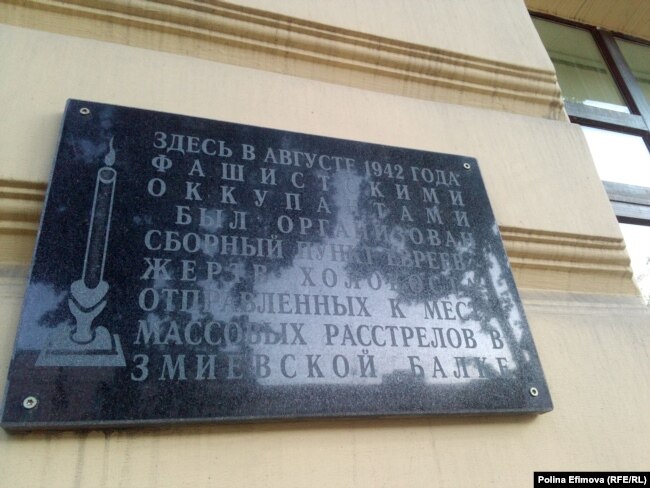 ЗДЕСЬ В АВГУСТЕ 1942 ГОДА
ФАШИСТСКИМИ
ОККУПАНТАМИ
БЫЛ ОРГАНИЗОВАН
СБОРНЫЙ ПУНКТ ЕВРЕЕВ-
ЖЕРТВ ХОЛОКОСТА,
ОТПРАВЛЕННЫХ К МЕСТУ
МАССОВЫХ РАССТРЕЛОВ В
ЗМИЕВСКОЙ БАЛКЕ
Polina Efimova (RFE/RL)